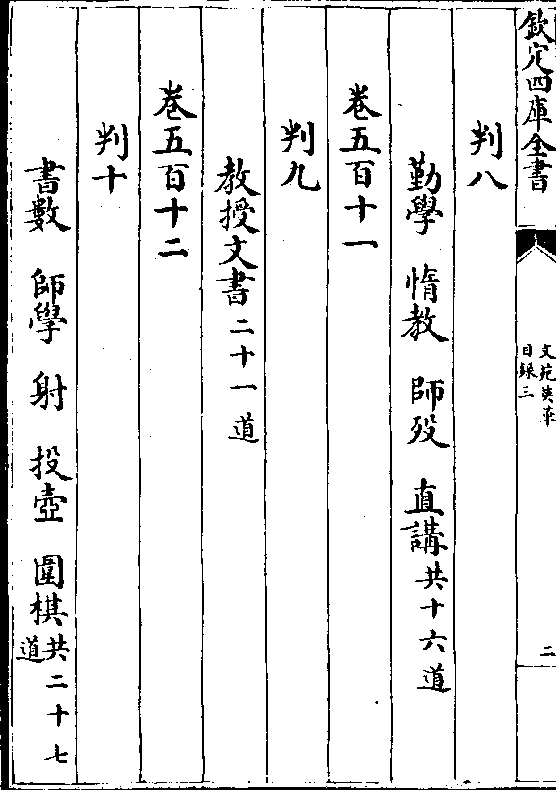 欽定四庫全書
文苑英華
目録三
二
判八
勤學 惰教 師歿 直講共十六道
卷五百十一
判九
教授文書二十一道
卷五百十二
判十
書數 師學 射 投壺 圍棋共二十七道